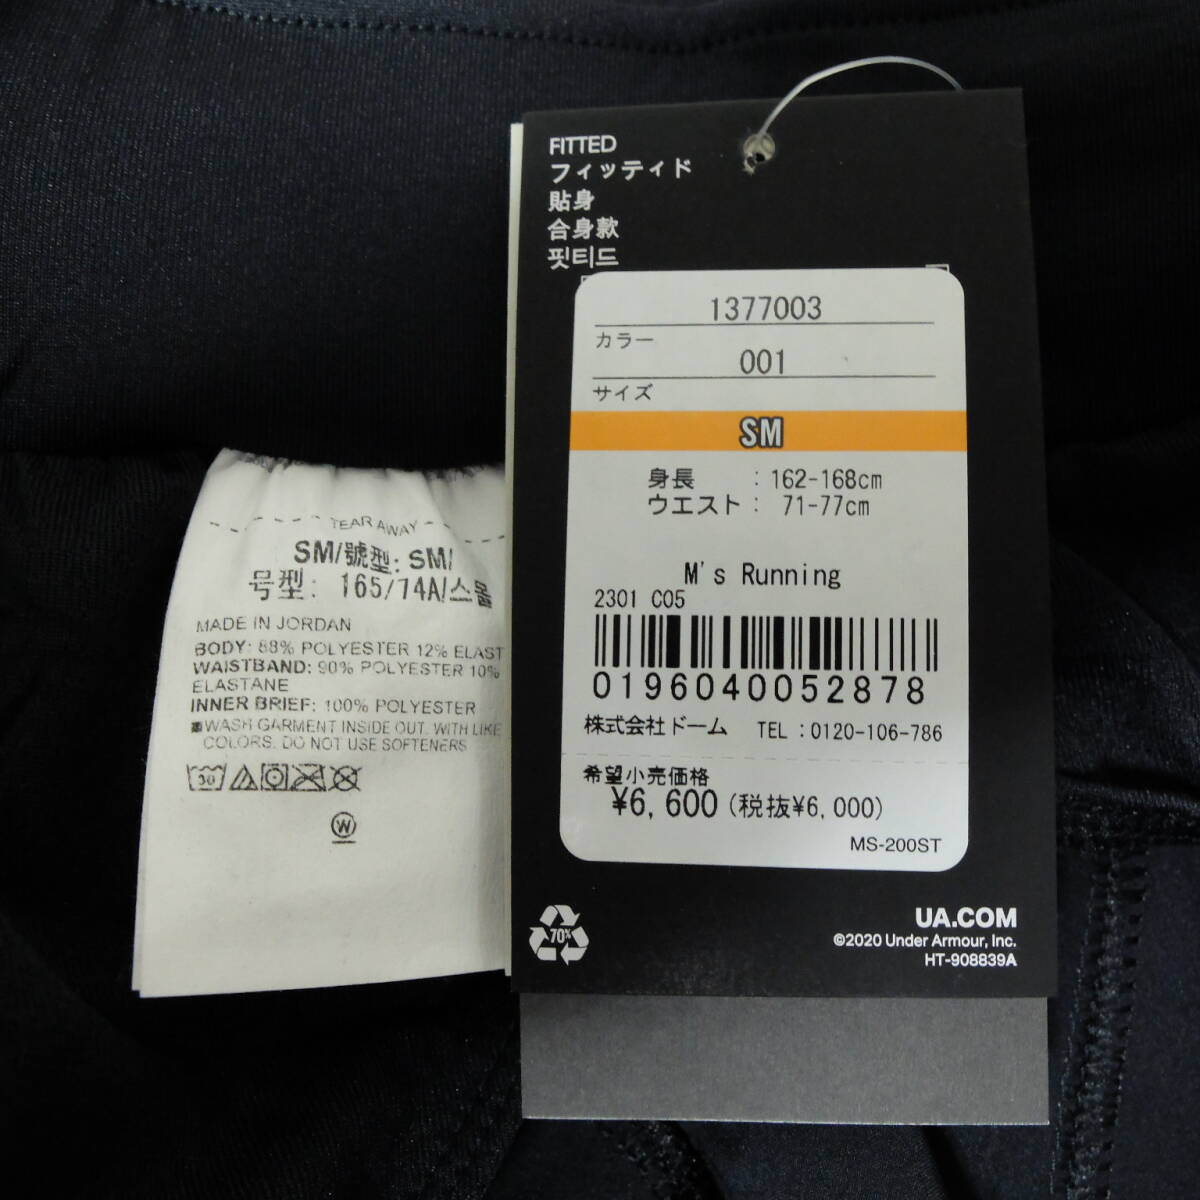 FITTED
フィッティド
貼身
合身款
핏티드
1377003
カラー
001
サイズ
SM
身長 : 162-168cm
ウエスト : 71-77cm
M's Running
2301 C05
0196040052878
株式会社ドーム TEL:0120-106-786
希望小売価格
¥6,600 (税抜¥6,000)
MS-200ST
70%
UA.COM
©2020 Under Armour, Inc.
HT-908839A
TEAR AWAY
SM/號型: SM/
号型: 165/74A/스몰
MADE IN JORDAN
BODY: 88% POLYESTER 12% ELAST
WAISTBAND: 90% POLYESTER 10%
ELASTANE
INNER BRIEF: 100% POLYESTER
WASH GARMENT INSIDE OUT. WITH LIKE
COLORS. DO NOT USE SOFTENERS
30
W